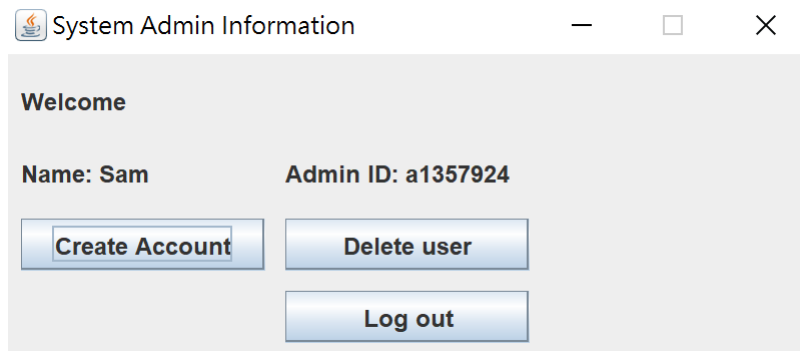 System Admin Information
Welcome
Name: Sam Admin ID: a1357924
Create Account Delete user
Log out